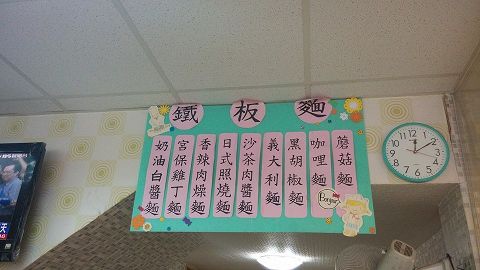 鐵板麵
蘑菇麵
咖哩麵
黑胡椒麵
義大利麵
沙茶肉醬麵
日式照燒麵
香辣肉燥麵
宮保雞丁麵
奶油白醬麵